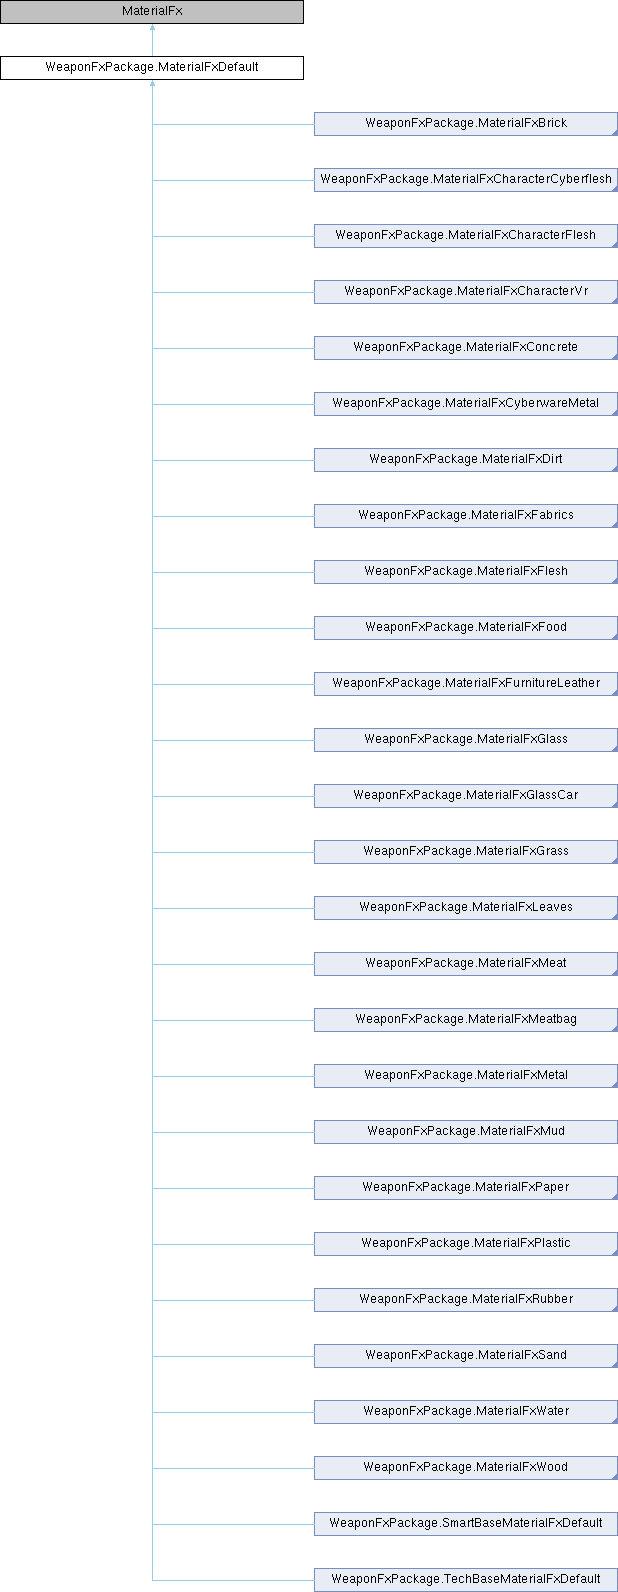 MaterialFx
WeaponFxPackage.MaterialFxDefault
WeaponFxPackage.MaterialFxBrick
WeaponFxPackage.MaterialFxCharacterCyberflesh
WeaponFxPackage.MaterialFxCharacterFlesh
WeaponFxPackage.MaterialFxCharacterVr
WeaponFxPackage.MaterialFxConcrete
WeaponFxPackage.MaterialFxCyberwareMetal
WeaponFxPackage.MaterialFxDirt
WeaponFxPackage.MaterialFxFabrics
WeaponFxPackage.MaterialFxFlesh
WeaponFxPackage.MaterialFxFood
WeaponFxPackage.MaterialFxFurnitureLeather
WeaponFxPackage.MaterialFxGlass
WeaponFxPackage.MaterialFxGlassCar
WeaponFxPackage.MaterialFxGrass
WeaponFxPackage.MaterialFxLeaves
WeaponFxPackage.MaterialFxMeat
WeaponFxPackage.MaterialFxMeatbag
WeaponFxPackage.MaterialFxMetal
WeaponFxPackage.MaterialFxMud
WeaponFxPackage.MaterialFxPaper
WeaponFxPackage.MaterialFxPlastic
WeaponFxPackage.MaterialFxRubber
WeaponFxPackage.MaterialFxSand
WeaponFxPackage.MaterialFxWater
WeaponFxPackage.MaterialFxWood
WeaponFxPackage.SmartBaseMaterialFxDefault
WeaponFxPackage.TechBaseMaterialFxDefault